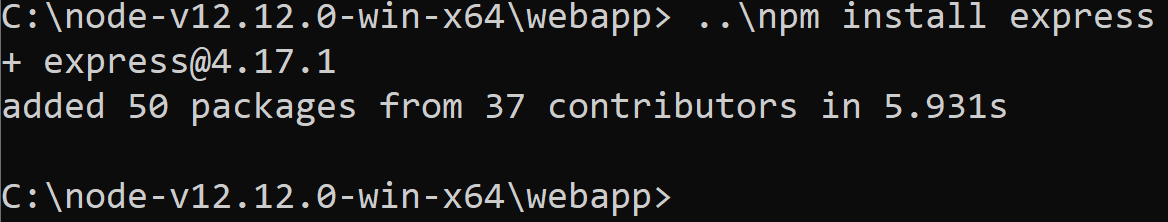 C:\node-v12.12.0-win-x64\webapp> ..\npm install express
+ express@4.17.1
added 50 packages from 37 contributors in 5.931s
C:\node-v12.12.0-win-x64\webapp>